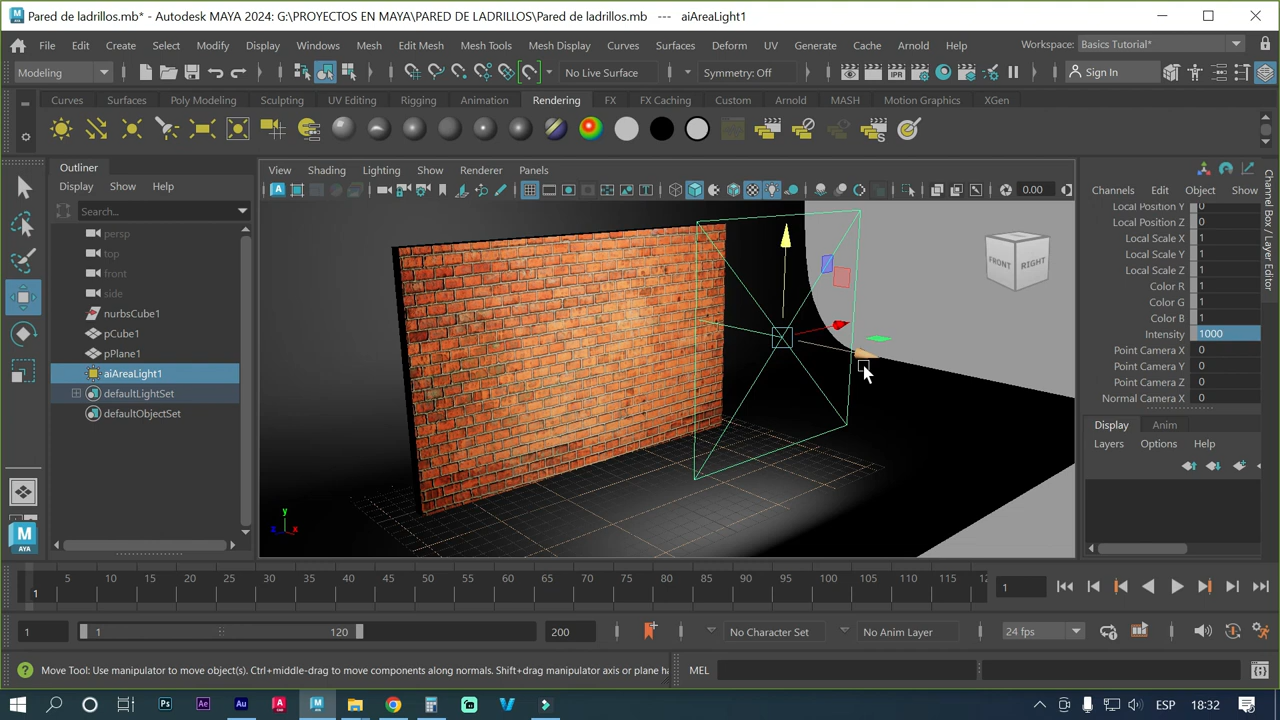 Pared de ladrillos.mb* - Autodesk MAYA 2024: G:\PROYECTOS EN MAYA\PARED DE LADRILLOS\Pared de ladrillos.mb --- aiAreaLight1
File Edit Create Select Modify Display Windows Mesh Edit Mesh Mesh Tools Mesh Display Curves Surfaces Deform UV Generate Cache Arnold Help
Workspace: Basics Tutorial*
Modeling
No Live Surface
Symmetry: Off
IPR
Sign In
Curves Surfaces Poly Modeling Sculpting UV Editing Rigging Animation Rendering FX FX Caching Custom Arnold MASH Motion Graphics XGen
Outliner
Display Show Help
Search...
persp
top
front
side
nurbsCube1
pCube1
pPlane1
aiAreaLight1
defaultLightSet
defaultObjectSet
View Shading Lighting Show Renderer Panels
0.00
FRONT RIGHT
y
z x
Channels Edit Object Show
Local Position Y 0
Local Position Z 0
Local Scale X 1
Local Scale Y 1
Local Scale Z 1
Color R 1
Color G 1
Color B 1
Intensity 1000
Point Camera X 0
Point Camera Y 0
Point Camera Z 0
Normal Camera X 0
Display Anim
Layers Options Help
Channel Box / Layer Editor
MAYA
5 10 15 20 25 30 35 40 45 50 55 60 65 70 75 80 85 90 95 100 105 110 115 12
1
1
1 1 120 200
No Character Set
No Anim Layer
24 fps
Move Tool: Use manipulator to move object(s). Ctrl+middle-drag to move components along normals. Shift+drag manipulator axis or plane ha
MEL
Ps Ae Au A M
ESP 18:32